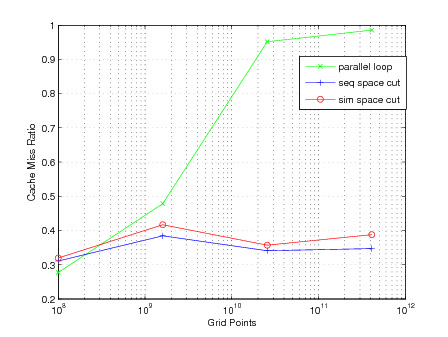 1
0.9
0.8
0.7
0.6
0.5
0.4
0.3
0.2
Cache Miss Ratio
parallel loop
seq space cut
sim space cut
10^8 10^9 10^10 10^11 10^12
Grid Points